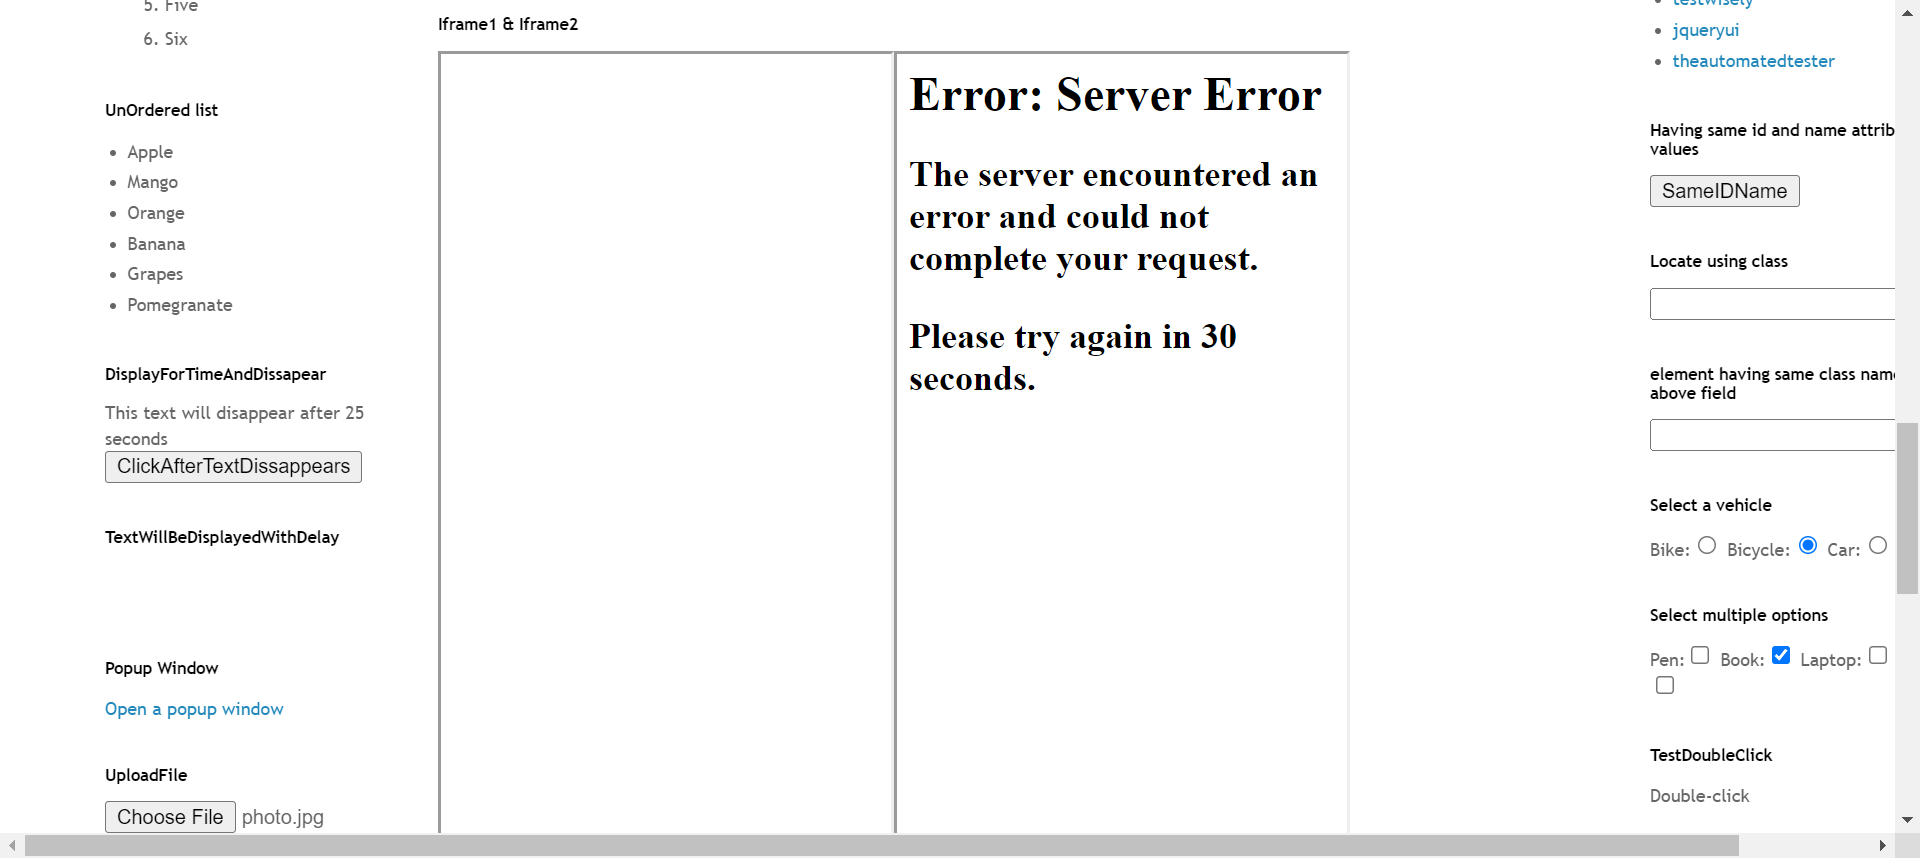 5. Five
6. Six
UnOrdered list
Apple
Mango
Orange
Banana
Grapes
Pomegranate
DisplayForTimeAndDissapear
This text will disappear after 25
seconds
ClickAfterTextDissappears
TextWillBeDisplayedWithDelay
Popup Window
Open a popup window
UploadFile
Choose File photo.jpg
Iframe1 & Iframe2
Error: Server Error
The server encountered an
error and could not
complete your request.
Please try again in 30
seconds.
testwisely
jqueryui
theautomatedtester
Having same id and name attrib
values
SameIDName
Locate using class
element having same class name
above field
Select a vehicle
Bike: Bicycle: Car:
Select multiple options
Pen: Book: Laptop:
TestDoubleClick
Double-click